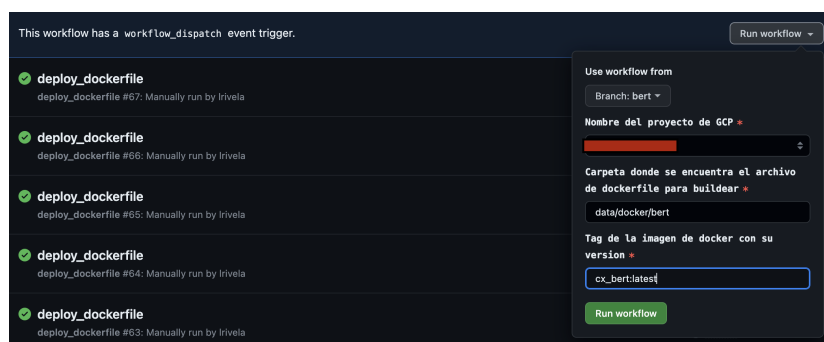 This workflow has a workflow_dispatch event trigger.
Run workflow
deploy_dockerfile
deploy_dockerfile #67: Manually run by lrivela
deploy_dockerfile
deploy_dockerfile #66: Manually run by lrivela
deploy_dockerfile
deploy_dockerfile #65: Manually run by lrivela
deploy_dockerfile
deploy_dockerfile #64: Manually run by lrivela
deploy_dockerfile
deploy_dockerfile #63: Manually run by lrivela
Use workflow from
Branch: bert
Nombre del proyecto de GCP *
Carpeta donde se encuentra el archivo
de dockerfile para buildear *
data/docker/bert
Tag de la imagen de docker con su
version *
cx_bert:latest
Run workflow